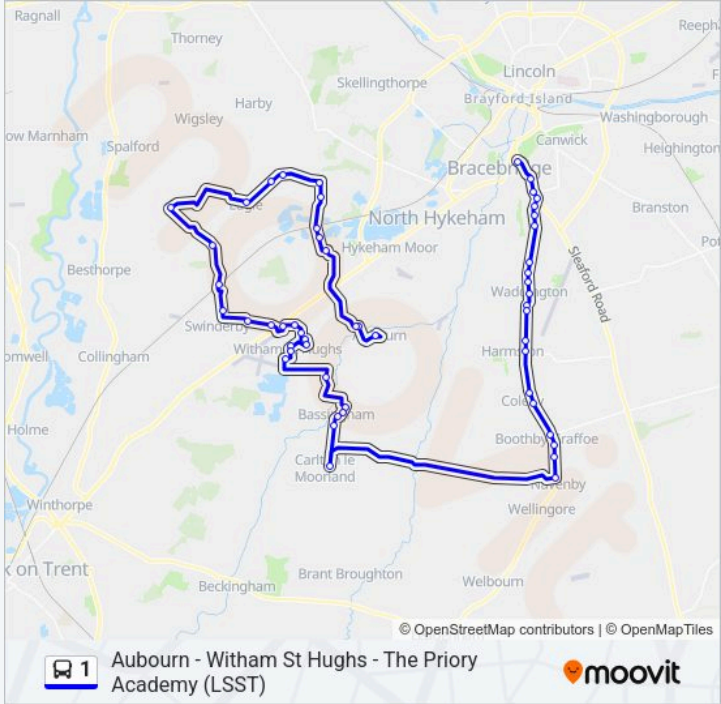 Ragnall
Thorney
Reeph
Lincoln
Skellingthorpe
Harby
Brayford Island
Wigsley
Washingborough
ow Marnham
Spalford
Canwick
Heighington
Bracebridge
Branston
North Hykeham
Pot
Hykeham Moor
Sleaford Road
Besthorpe
Waddington
Swinderby
urn
omwell
Collingham
Witham Hughs
Harmston
Bassingham
Holme
Boothby Graffoe
Carlton le
Moorland
Navenby
Winthorpe
Wellingore
k on Trent
Brant Broughton
Beckingham
Welbourn
© OpenStreetMap contributors | © OpenMapTiles
1 Aubourn - Witham St Hughs - The Priory
Academy (LSST)
moovit